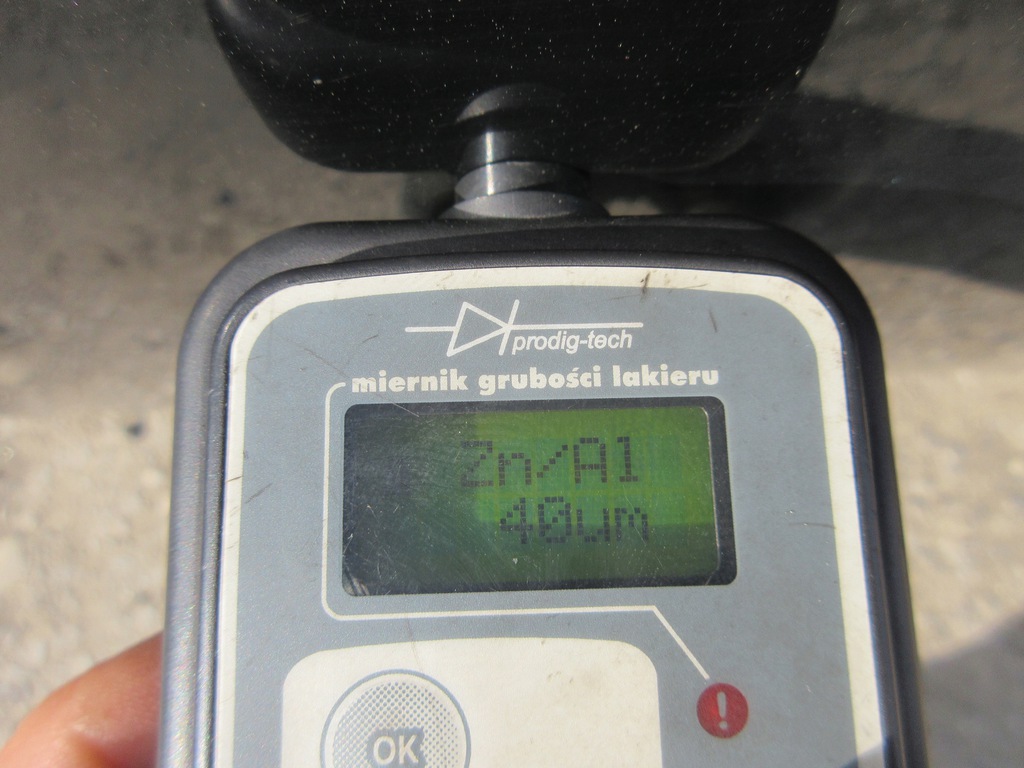 prodig-tech
miernik grubości lakieru
Zn/Al
40um
!
OK